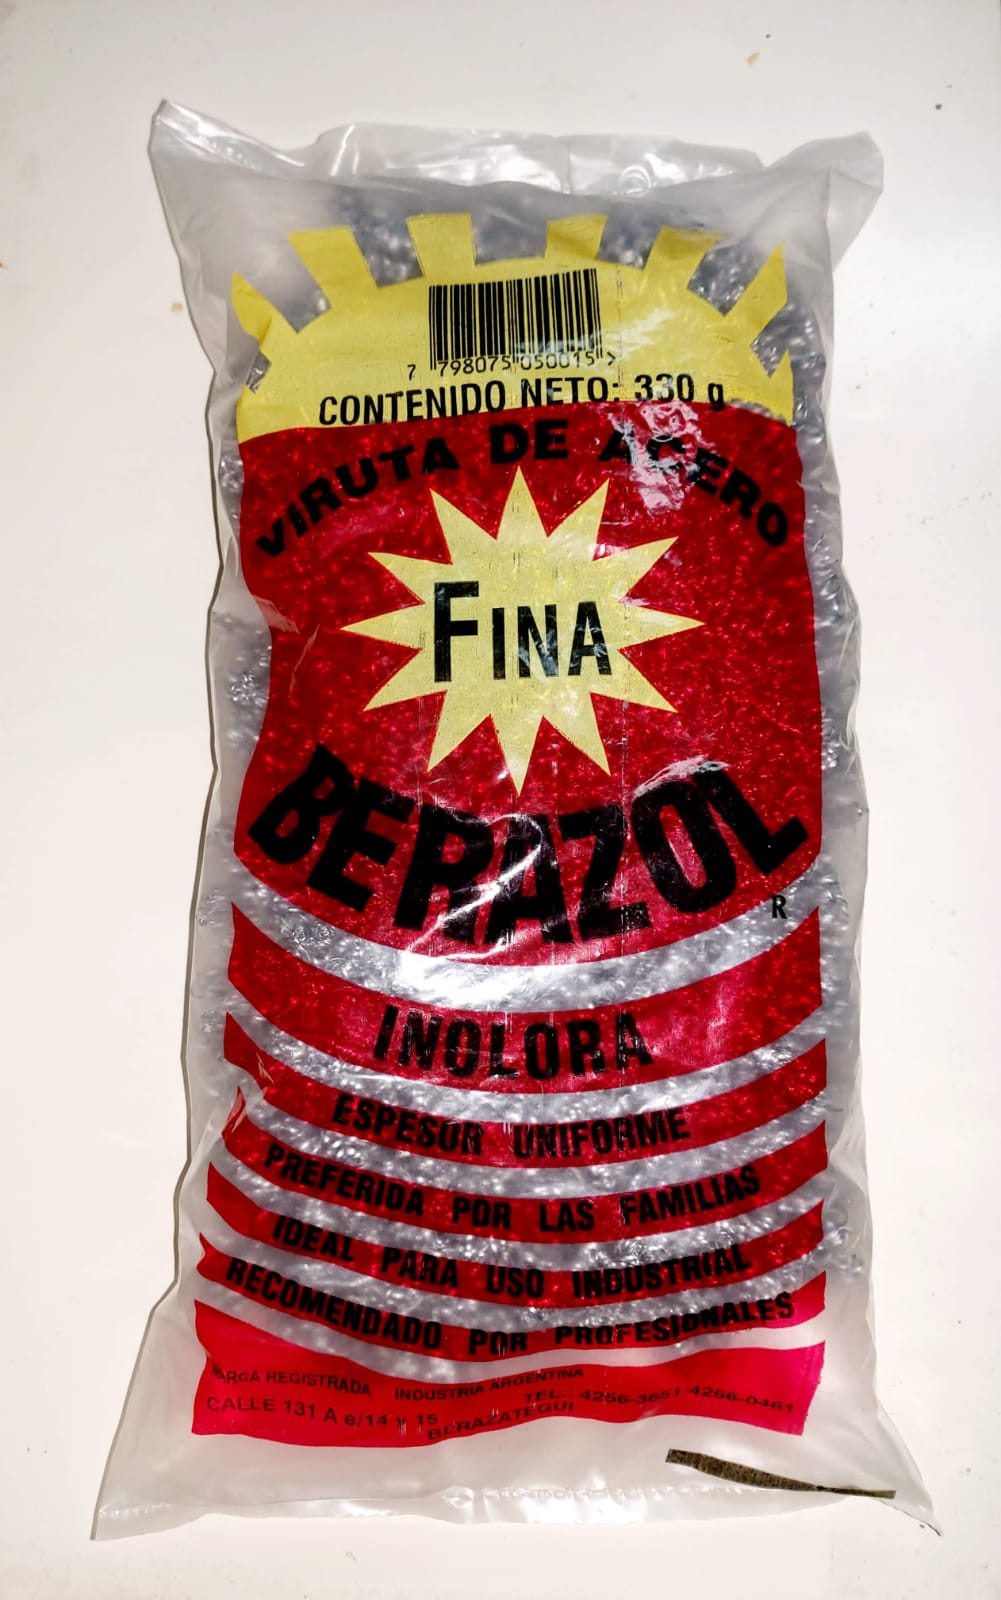 7 798075 050015 >
CONTENIDO NETO: 330 g
VIRUTA DE ACERO
FINA
BERAZOL
R
INOLORA
ESPESOR UNIFORME
PREFERIDA POR LAS FAMILIAS
IDEAL PARA USO INDUSTRIAL
RECOMENDADO POR PROFESIONALES
MARCA REGISTRADA INDUSTRIA ARGENTINA
CALLE 131 A e/14 y 15 TEL.: 4256-3651/4256-0461
BERAZATEGUI